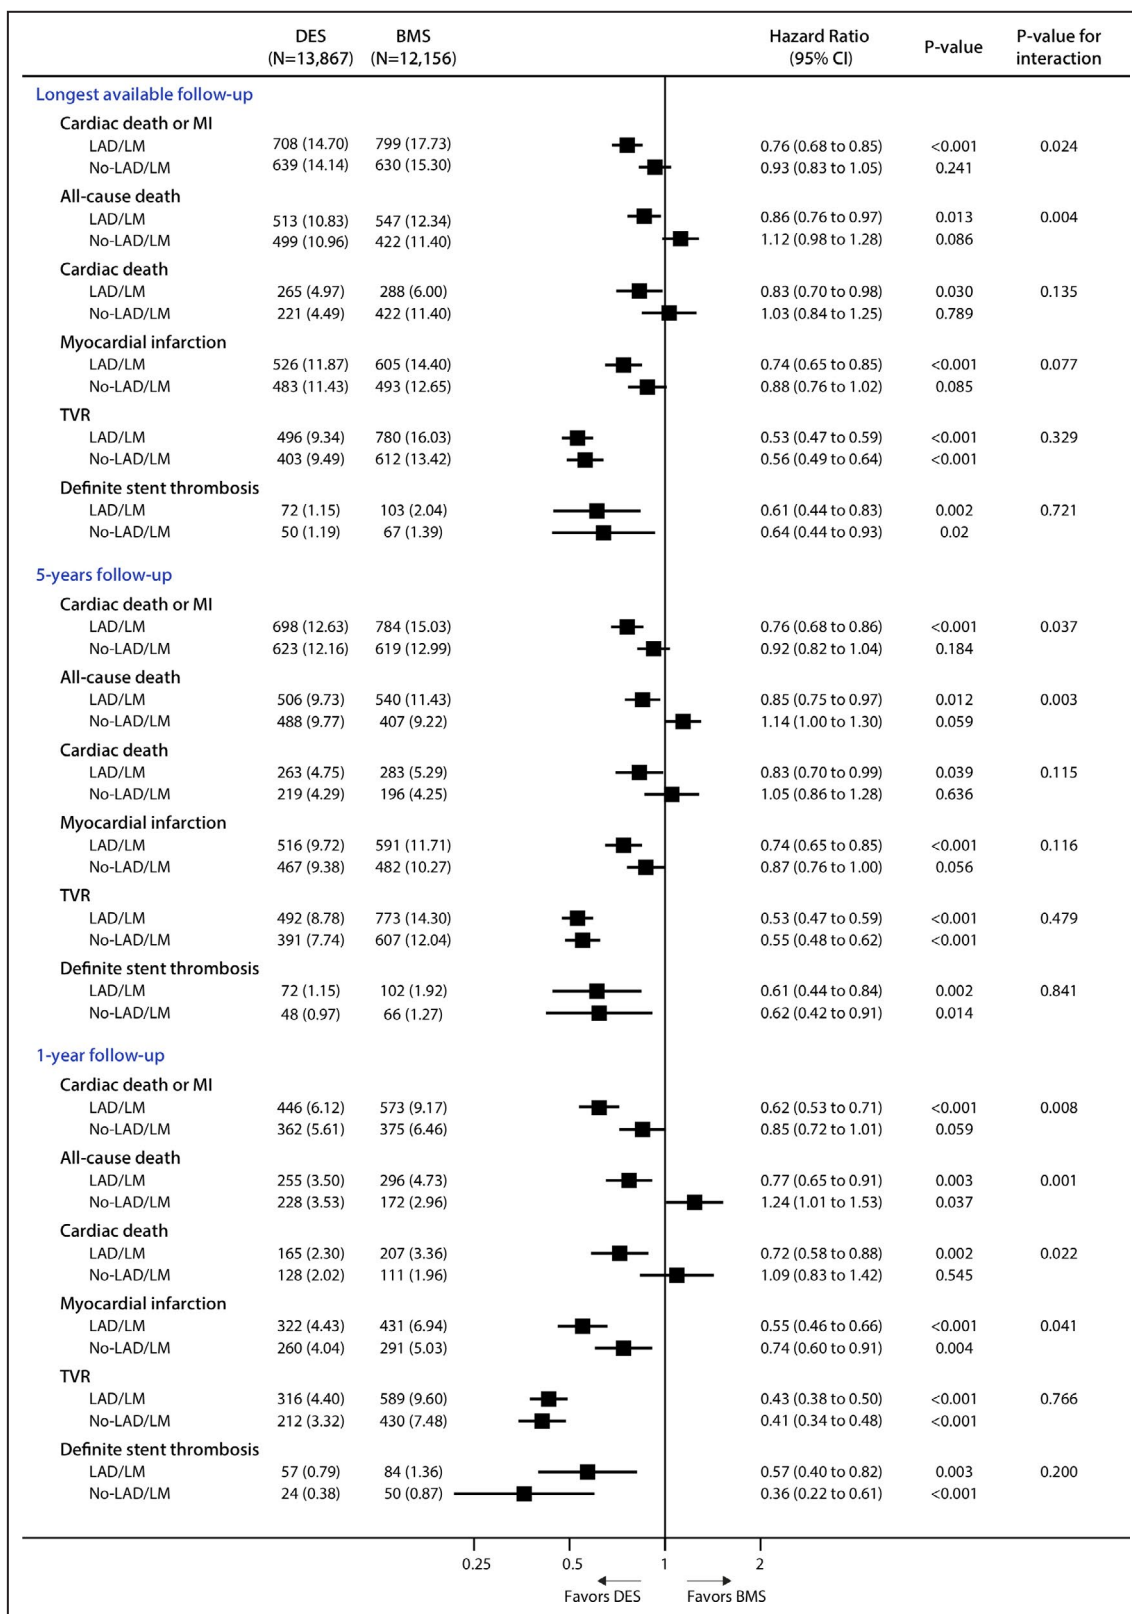 DES BMS Hazard Ratio P-value P-value for
(N=13,867) (N=12,156) (95% CI) interaction
Longest available follow-up
Cardiac death or MI
LAD/LM 708 (14.70) 799 (17.73) 0.76 (0.68 to 0.85) <0.001 0.024
No-LAD/LM 639 (14.14) 630 (15.30) 0.93 (0.83 to 1.05) 0.241
All-cause death
LAD/LM 513 (10.83) 547 (12.34) 0.86 (0.76 to 0.97) 0.013 0.004
No-LAD/LM 499 (10.96) 422 (11.40) 1.12 (0.98 to 1.28) 0.086
Cardiac death
LAD/LM 265 (4.97) 288 (6.00) 0.83 (0.70 to 0.98) 0.030 0.135
No-LAD/LM 221 (4.49) 422 (11.40) 1.03 (0.84 to 1.25) 0.789
Myocardial infarction
LAD/LM 526 (11.87) 605 (14.40) 0.74 (0.65 to 0.85) <0.001 0.077
No-LAD/LM 483 (11.43) 493 (12.65) 0.88 (0.76 to 1.02) 0.085
TVR
LAD/LM 496 (9.34) 780 (16.03) 0.53 (0.47 to 0.59) <0.001 0.329
No-LAD/LM 403 (9.49) 612 (13.42) 0.56 (0.49 to 0.64) <0.001
Definite stent thrombosis
LAD/LM 72 (1.15) 103 (2.04) 0.61 (0.44 to 0.83) 0.002 0.721
No-LAD/LM 50 (1.19) 67 (1.39) 0.64 (0.44 to 0.93) 0.02
5-years follow-up
Cardiac death or MI
LAD/LM 698 (12.63) 784 (15.03) 0.76 (0.68 to 0.86) <0.001 0.037
No-LAD/LM 623 (12.16) 619 (12.99) 0.92 (0.82 to 1.04) 0.184
All-cause death
LAD/LM 506 (9.73) 540 (11.43) 0.85 (0.75 to 0.97) 0.012 0.003
No-LAD/LM 488 (9.77) 407 (9.22) 1.14 (1.00 to 1.30) 0.059
Cardiac death
LAD/LM 263 (4.75) 283 (5.29) 0.83 (0.70 to 0.99) 0.039 0.115
No-LAD/LM 219 (4.29) 196 (4.25) 1.05 (0.86 to 1.28) 0.636
Myocardial infarction
LAD/LM 516 (9.72) 591 (11.71) 0.74 (0.65 to 0.85) <0.001 0.116
No-LAD/LM 467 (9.38) 482 (10.27) 0.87 (0.76 to 1.00) 0.056
TVR
LAD/LM 492 (8.78) 773 (14.30) 0.53 (0.47 to 0.59) <0.001 0.479
No-LAD/LM 391 (7.74) 607 (12.04) 0.55 (0.48 to 0.62) <0.001
Definite stent thrombosis
LAD/LM 72 (1.15) 102 (1.92) 0.61 (0.44 to 0.84) 0.002 0.841
No-LAD/LM 48 (0.97) 66 (1.27) 0.62 (0.42 to 0.91) 0.014
1-year follow-up
Cardiac death or MI
LAD/LM 446 (6.12) 573 (9.17) 0.62 (0.53 to 0.71) <0.001 0.008
No-LAD/LM 362 (5.61) 375 (6.46) 0.85 (0.72 to 1.01) 0.059
All-cause death
LAD/LM 255 (3.50) 296 (4.73) 0.77 (0.65 to 0.91) 0.003 0.001
No-LAD/LM 228 (3.53) 172 (2.96) 1.24 (1.01 to 1.53) 0.037
Cardiac death
LAD/LM 165 (2.30) 207 (3.36) 0.72 (0.58 to 0.88) 0.002 0.022
No-LAD/LM 128 (2.02) 111 (1.96) 1.09 (0.83 to 1.42) 0.545
Myocardial infarction
LAD/LM 322 (4.43) 431 (6.94) 0.55 (0.46 to 0.66) <0.001 0.041
No-LAD/LM 260 (4.04) 291 (5.03) 0.74 (0.60 to 0.91) 0.004
TVR
LAD/LM 316 (4.40) 589 (9.60) 0.43 (0.38 to 0.50) <0.001 0.766
No-LAD/LM 212 (3.32) 430 (7.48) 0.41 (0.34 to 0.48) <0.001
Definite stent thrombosis
LAD/LM 57 (0.79) 84 (1.36) 0.57 (0.40 to 0.82) 0.003 0.200
No-LAD/LM 24 (0.38) 50 (0.87) 0.36 (0.22 to 0.61) <0.001
0.25 0.5 1 2
Favors DES Favors BMS